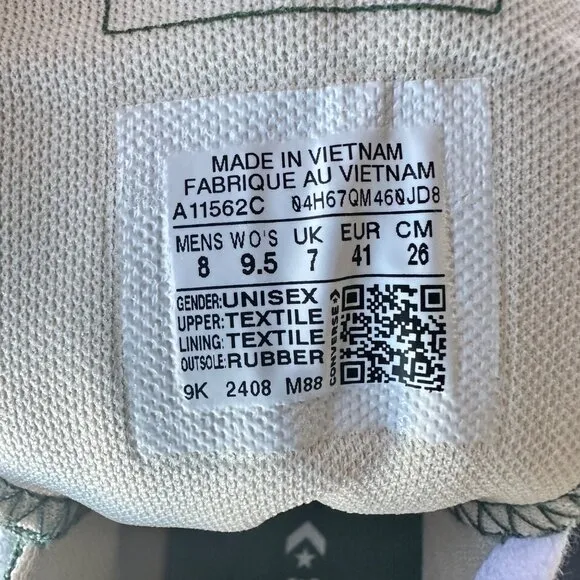 MADE IN VIETNAM
FABRIQUE AU VIETNAM
A11562C 04H67QM460JD8
MENS WO'S UK EUR CM
8 9.5 7 41 26
GENDER:UNISEX
UPPER:TEXTILE
LINING:TEXTILE
OUTSOLE:RUBBER
CONVERSE
9K 2408 M88